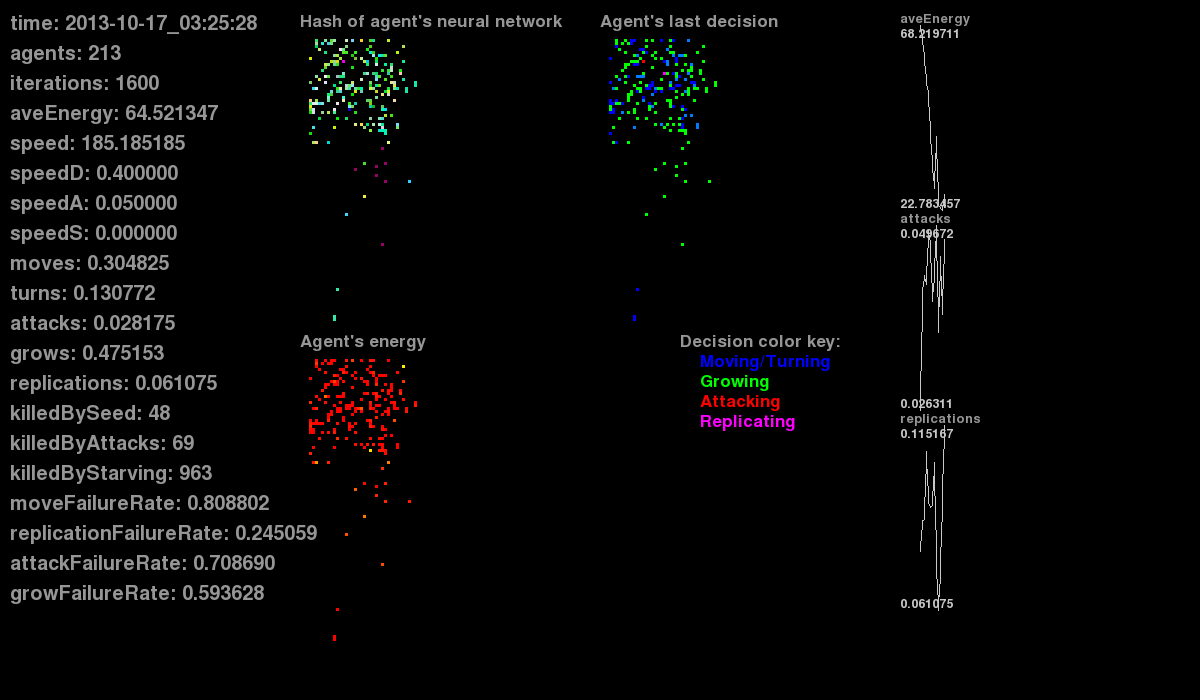 time: 2013-10-17_03:25:28
agents: 213
iterations: 1600
aveEnergy: 64.521347
speed: 185.185185
speedD: 0.400000
speedA: 0.050000
speedS: 0.000000
moves: 0.304825
turns: 0.130772
attacks: 0.028175
grows: 0.475153
replications: 0.061075
killedBySeed: 48
killedByAttacks: 69
killedByStarving: 963
moveFailureRate: 0.808802
replicationFailureRate: 0.245059
attackFailureRate: 0.708690
growFailureRate: 0.593628
Hash of agent's neural network
Agent's last decision
Agent's energy
Decision color key:
Moving/Turning
Growing
Attacking
Replicating
aveEnergy
68.219711
22.783457
attacks
0.049672
0.026311
replications
0.115167
0.061075